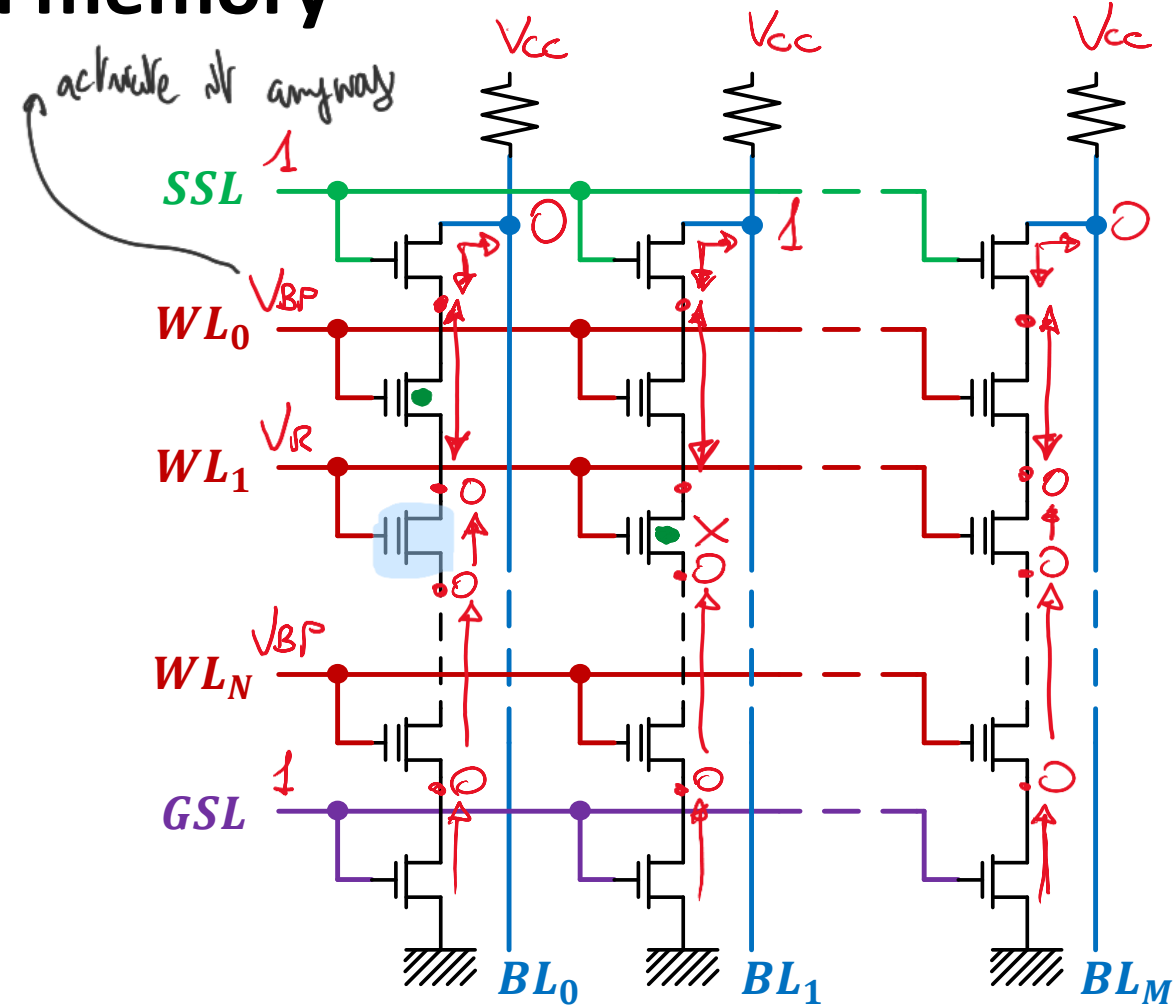 memory
Vcc Vcc Vcc
activate it anyway
1
SSL
0 1 0
VBP
WL0
VR
WL1
0 0
X
0 0 0
VBP
WLN
1
0 0 0
GSL
BL0 BL1 BLM